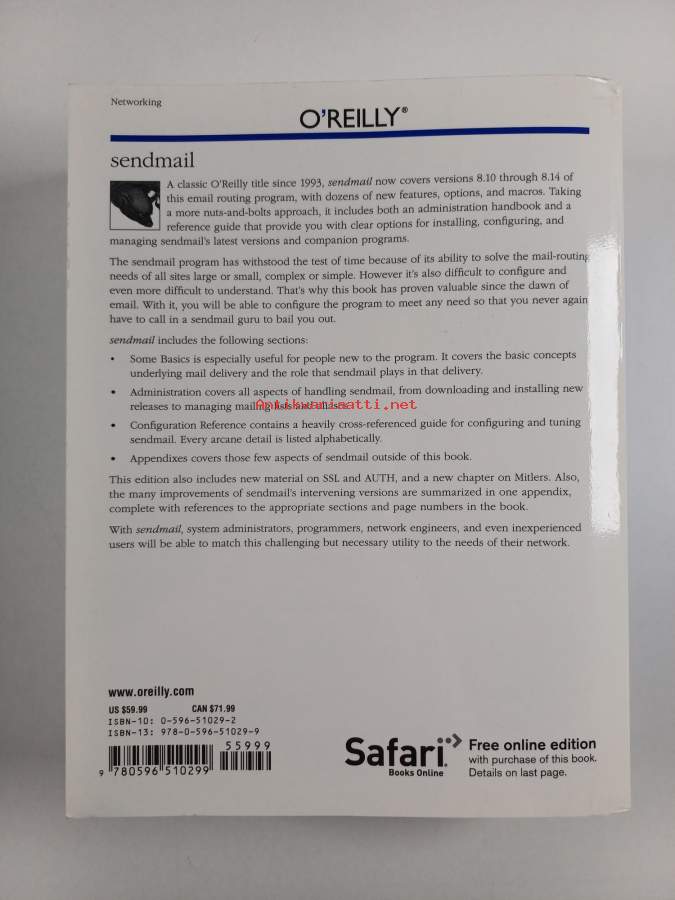 Networking
O'REILLY®
sendmail
A classic O'Reilly title since 1993, sendmail now covers versions 8.10 through 8.14 of
this email routing program, with dozens of new features, options, and macros. Taking
a more nuts-and-bolts approach, it includes both an administration handbook and a
reference guide that provide you with clear options for installing, configuring, and
managing sendmail's latest versions and companion programs.
The sendmail program has withstood the test of time because of its ability to solve the mail-routing
needs of all sites large or small, complex or simple. However it's also difficult to configure and
even more difficult to understand. That's why this book has proven valuable since the dawn of
email. With it, you will be able to configure the program to meet any need so that you never again
have to call in a sendmail guru to bail you out.
sendmail includes the following sections:
• Some Basics is especially useful for people new to the program. It covers the basic concepts
underlying mail delivery and the role that sendmail plays in that delivery.
• Administration covers all aspects of handling sendmail, from downloading and installing new
releases to managing mailing lists and aliases.
Antikvariaatti.net
• Configuration Reference contains a heavily cross-referenced guide for configuring and tuning
sendmail. Every arcane detail is listed alphabetically.
• Appendixes covers those few aspects of sendmail outside of this book.
This edition also includes new material on SSL and AUTH, and a new chapter on Mitlers. Also,
the many improvements of sendmail's intervening versions are summarized in one appendix,
complete with references to the appropriate sections and page numbers in the book.
With sendmail, system administrators, programmers, network engineers, and even inexperienced
users will be able to match this challenging but necessary utility to the needs of their network.
www.oreilly.com
US $59.99 CAN $71.99
ISBN-10: 0-596-51029-2
ISBN-13: 978-0-596-51029-9
55999
9 780596 510299
Safari
Books Online
Free online edition
with purchase of this book.
Details on last page.